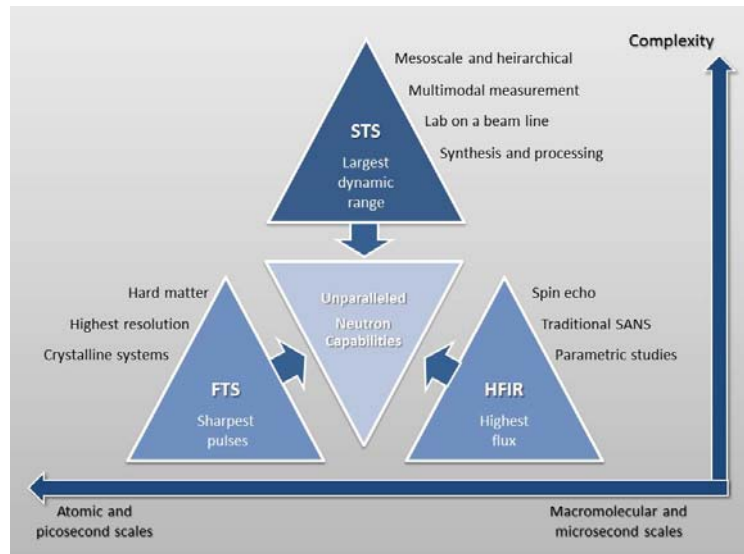 Complexity
Mesoscale and heirarchical
Multimodal measurement
Lab on a beam line
Synthesis and processing
STS
Largest
dynamic
range
Hard matter
Highest resolution
Crystalline systems
Unparalleled
Neutron
Capabilities
Spin echo
Traditional SANS
Parametric studies
FTS
Sharpest
pulses
HFIR
Highest
flux
Atomic and
picosecond scales
Macromolecular and
microsecond scales